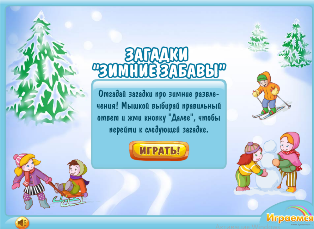 ЗАГАДКИ
"ЗИМНИЕ ЗАБАВЫ"
Отгадай загадки про зимние развле-
чения! Мышкой выбирай правильный
ответ и жми кнопку "Далее", чтобы
перейти к следующей загадке.
ИГРАТЬ!
Играемся